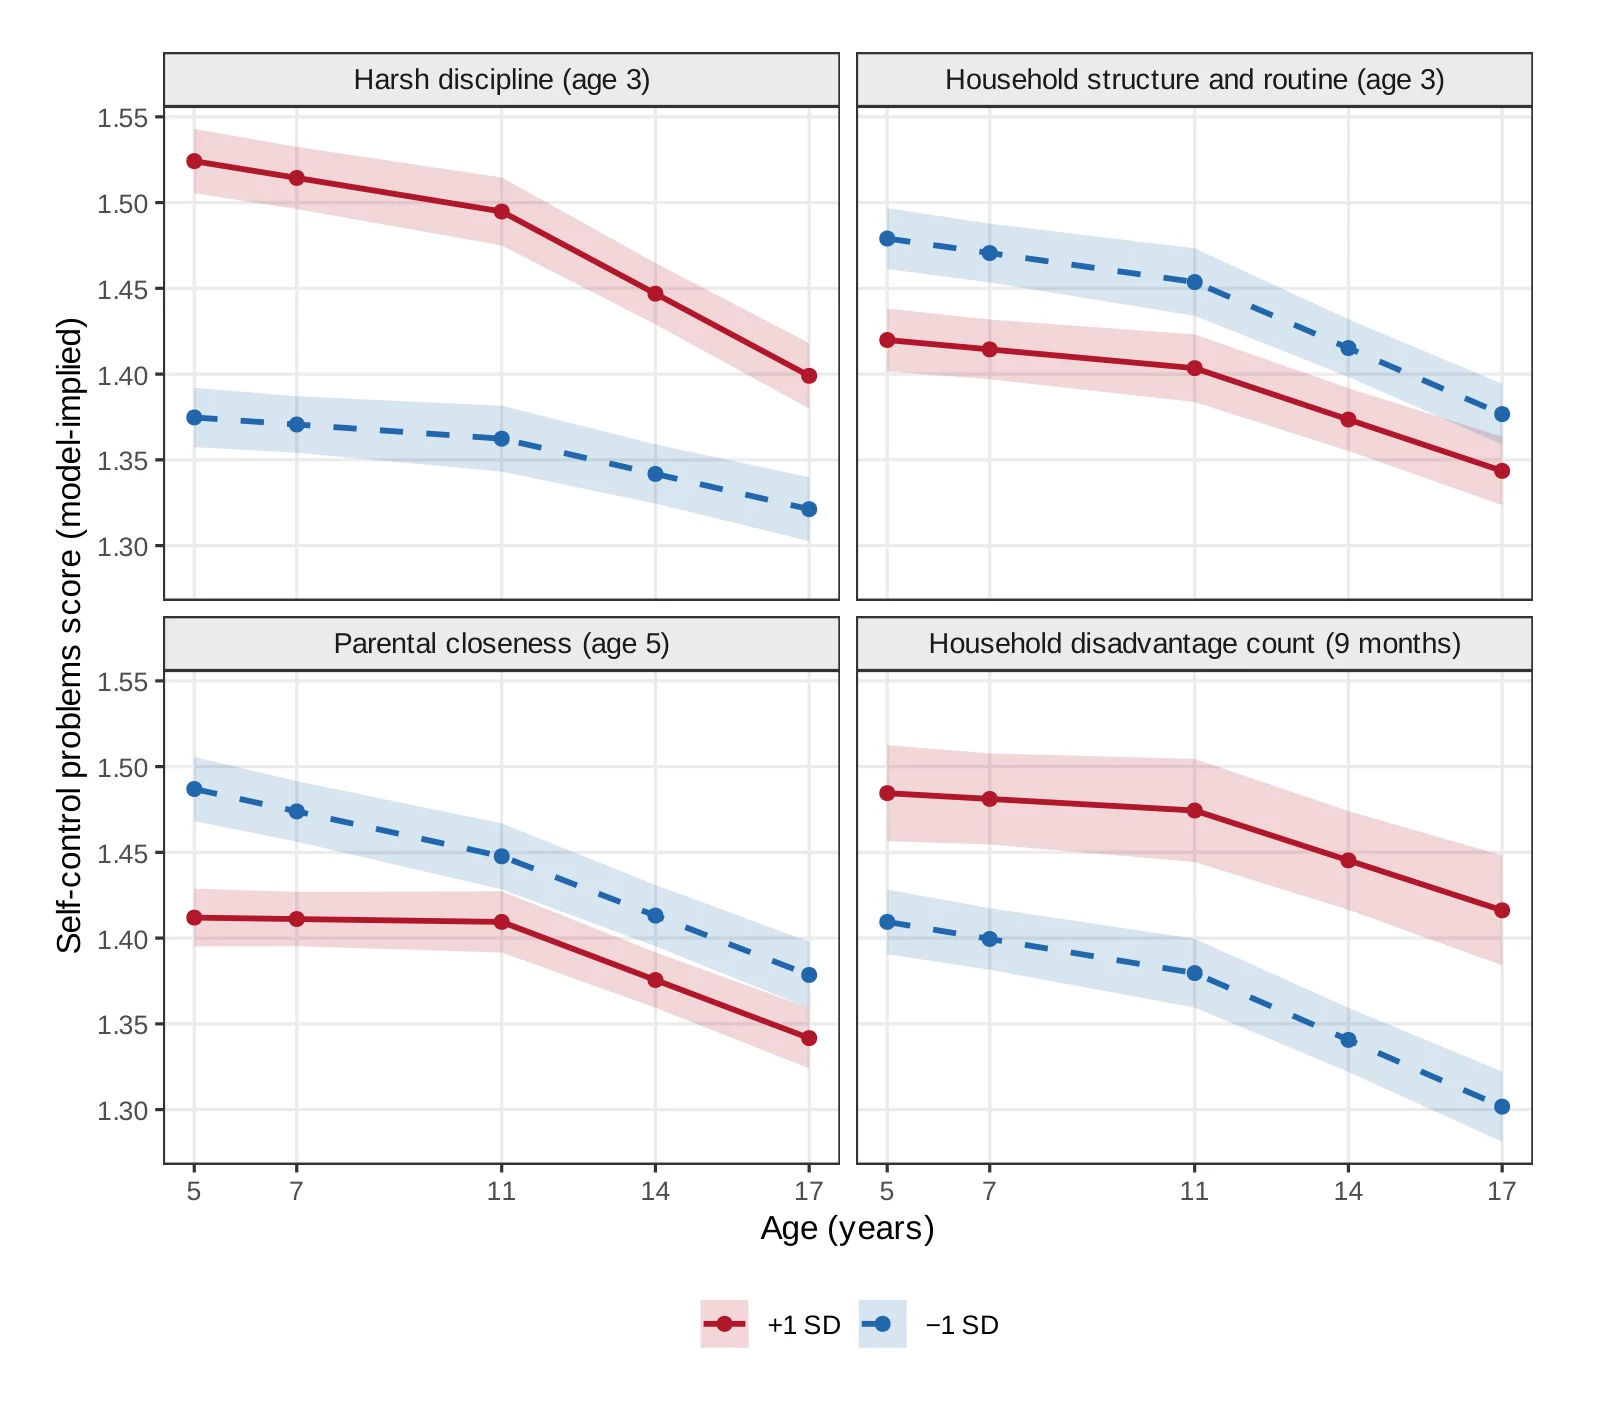 Harsh discipline (age 3)
Household structure and routine (age 3)
1.55
1.50
1.45
1.40
1.35
1.30
Parental closeness (age 5)
Household disadvantage count (9 months)
1.55
1.50
1.45
1.40
1.35
1.30
Self-control problems score (model-implied)
5 7 11 14 17
5 7 11 14 17
Age (years)
+1 SD
−1 SD